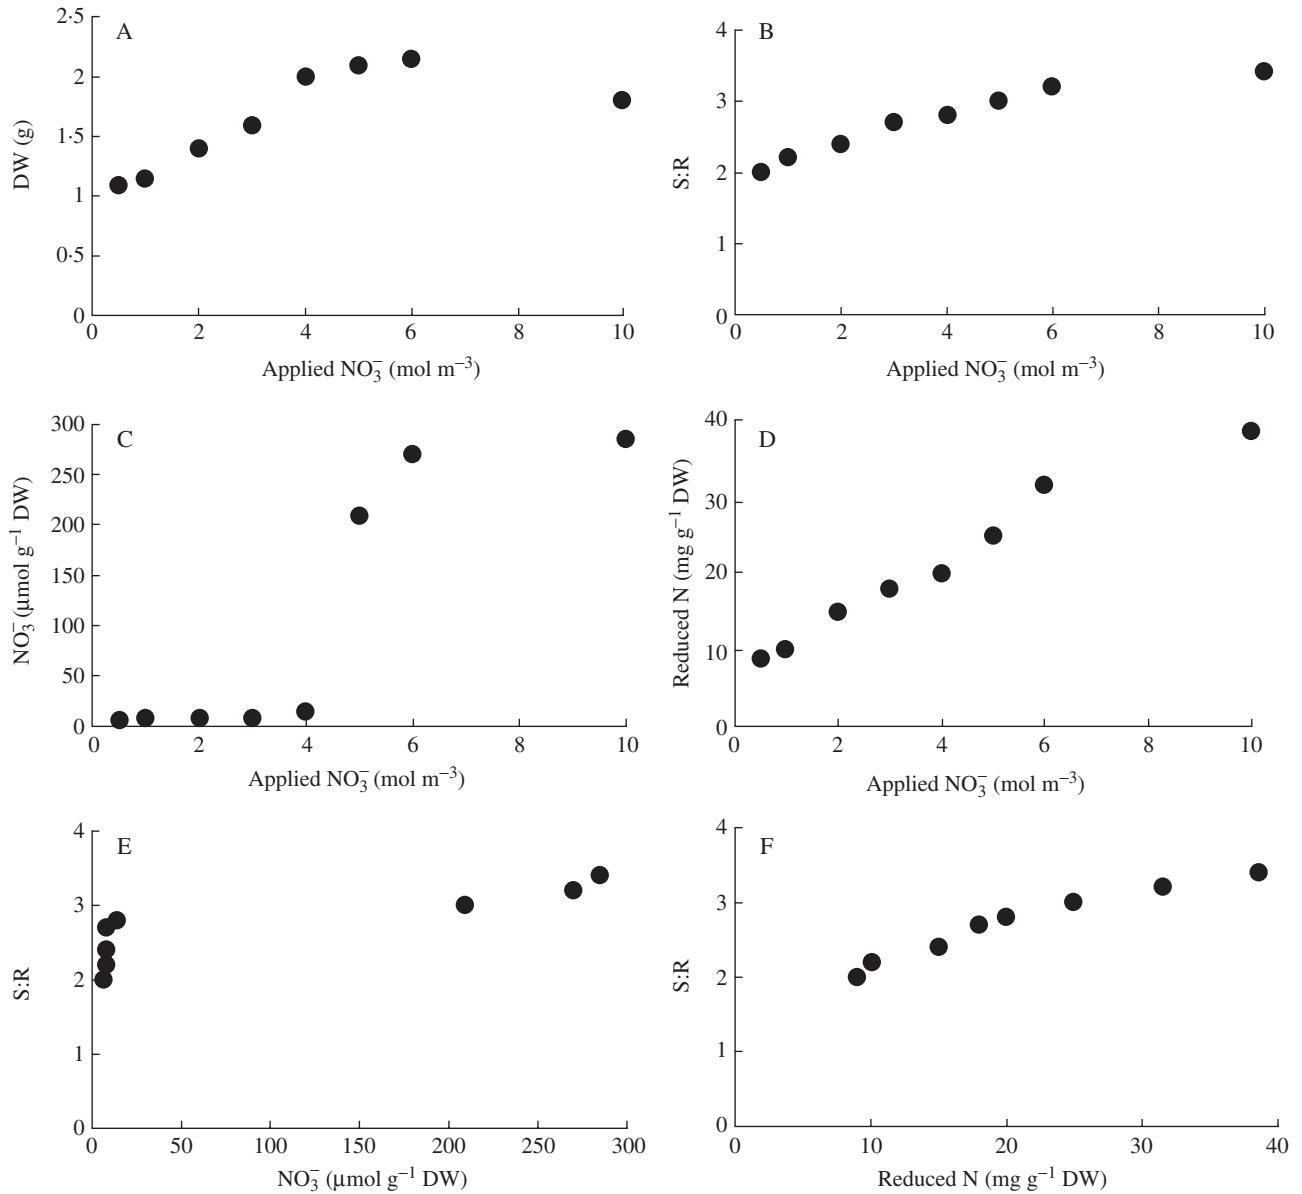 A
2·5
2
1·5
1
0·5
0
DW (g)
0 2 4 6 8 10
Applied NO₃⁻ (mol m⁻³)
B
4
3
2
1
0
S:R
0 2 4 6 8 10
Applied NO₃⁻ (mol m⁻³)
C
300
250
200
150
100
50
0
NO₃⁻ (µmol g⁻¹ DW)
0 2 4 6 8 10
Applied NO₃⁻ (mol m⁻³)
D
40
30
20
10
0
Reduced N (mg g⁻¹ DW)
0 2 4 6 8 10
Applied NO₃⁻ (mol m⁻³)
E
4
3
2
1
0
S:R
0 50 100 150 200 250 300
NO₃⁻ (µmol g⁻¹ DW)
F
4
3
2
1
0
S:R
0 10 20 30 40
Reduced N (mg g⁻¹ DW)